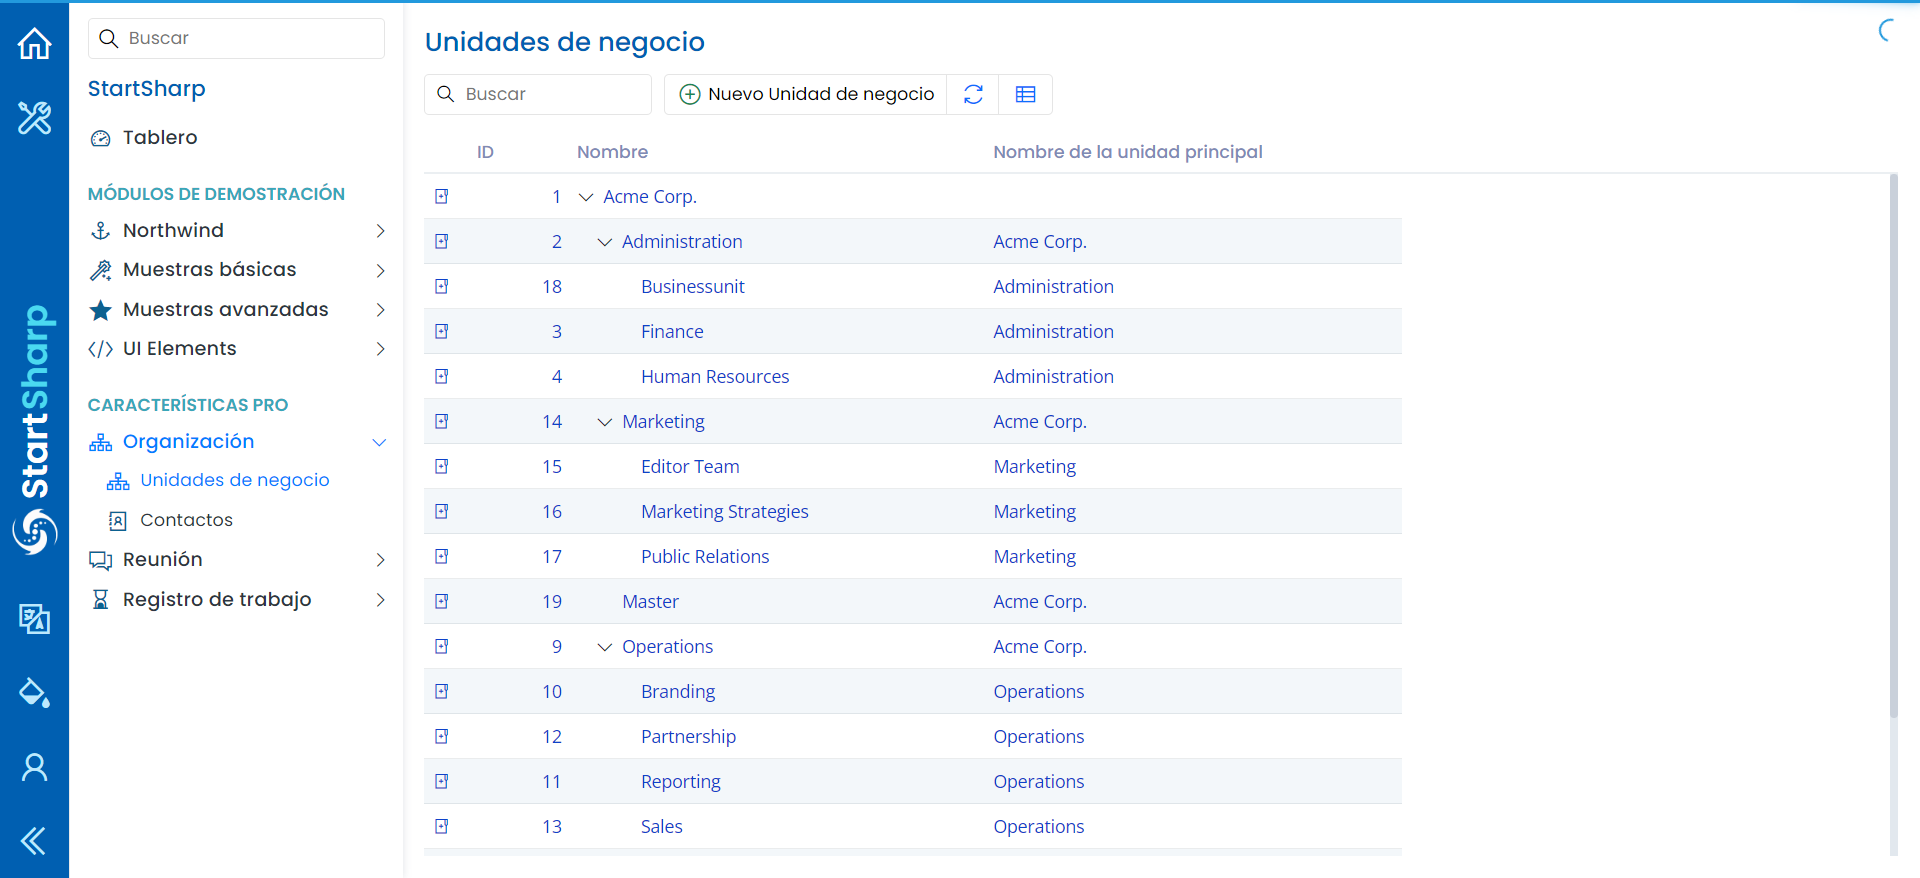 Buscar
StartSharp
Tablero
MÓDULOS DE DEMOSTRACIÓN
Northwind
Muestras básicas
Muestras avanzadas
UI Elements
CARACTERÍSTICAS PRO
Organización
Unidades de negocio
Contactos
Reunión
Registro de trabajo
StartSharp
Unidades de negocio
Buscar
Nuevo Unidad de negocio
ID Nombre Nombre de la unidad principal
1 Acme Corp.
2 Administration Acme Corp.
18 Businessunit Administration
3 Finance Administration
4 Human Resources Administration
14 Marketing Acme Corp.
15 Editor Team Marketing
16 Marketing Strategies Marketing
17 Public Relations Marketing
19 Master Acme Corp.
9 Operations Acme Corp.
10 Branding Operations
12 Partnership Operations
11 Reporting Operations
13 Sales Operations